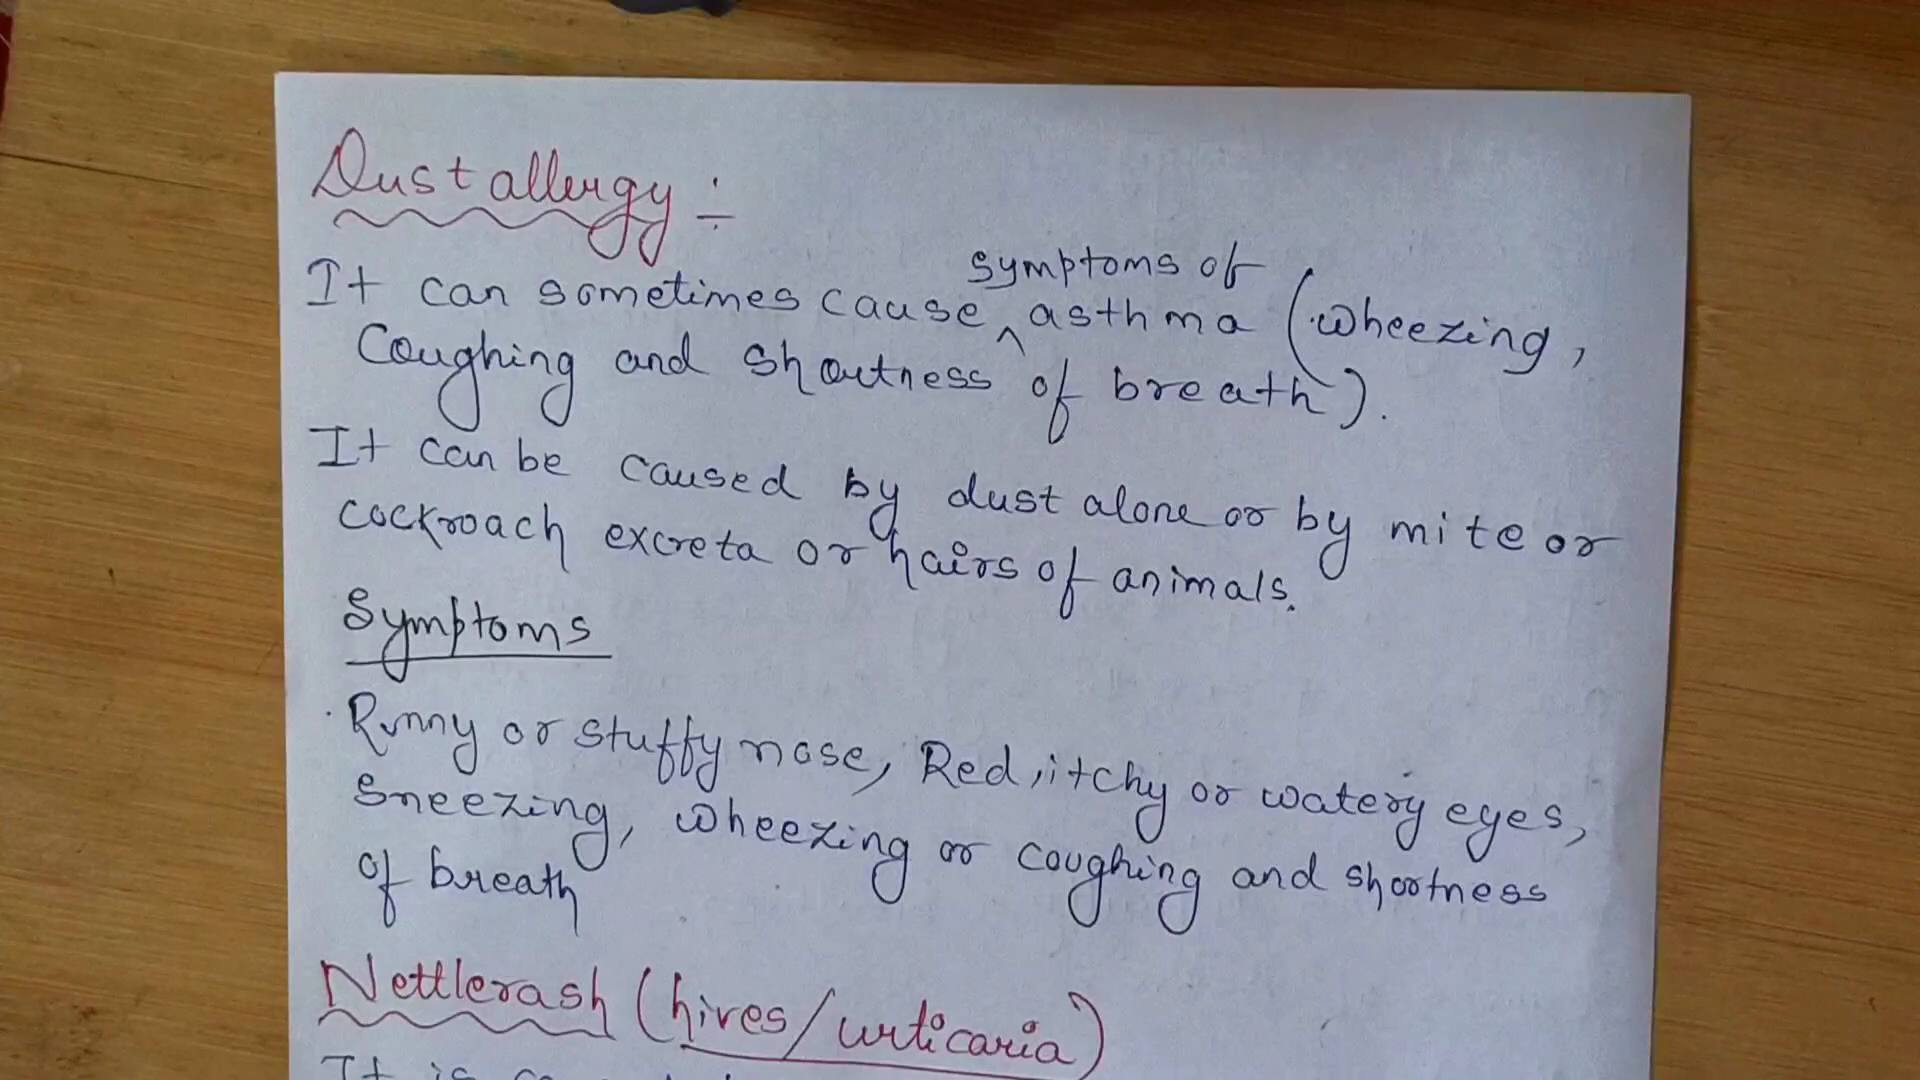 Dust allergy :-
It can sometimes cause ^ symptoms of asthma (wheezing,
Coughing and shortness of breath).
It can be caused by dust alone or by mite or
cockroach excreta or hairs of animals.
Symptoms
Runny or stuffy nose, Red, itchy or watery eyes,
Sneezing, wheezing or coughing and shortness
of breath
Nettlerash (hives/urticaria)
It is